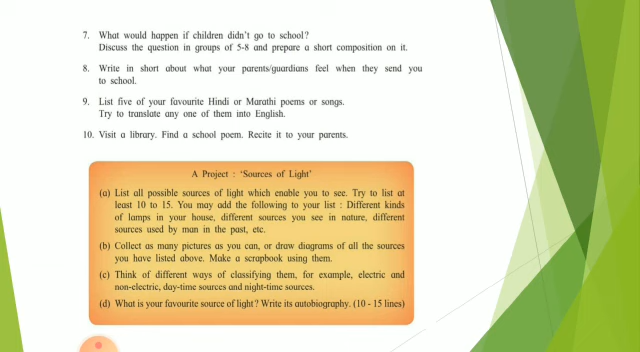 7. What would happen if children didn't go to school?
Discuss the question in groups of 5-8 and prepare a short composition on it.
8. Write in short about what your parents/guardians feel when they send you
to school.
9. List five of your favourite Hindi or Marathi poems or songs.
Try to translate any one of them into English.
10. Visit a library. Find a school poem. Recite it to your parents.
A Project : 'Sources of Light'
(a) List all possible sources of light which enable you to see. Try to list at
least 10 to 15. You may add the following to your list : Different kinds
of lamps in your house, different sources you see in nature, different
sources used by man in the past, etc.
(b) Collect as many pictures as you can, or draw diagrams of all the sources
you have listed above. Make a scrapbook using them.
(c) Think of different ways of classifying them, for example, electric and
non-electric, day-time sources and night-time sources.
(d) What is your favourite source of light? Write its autobiography. (10 - 15 lines)